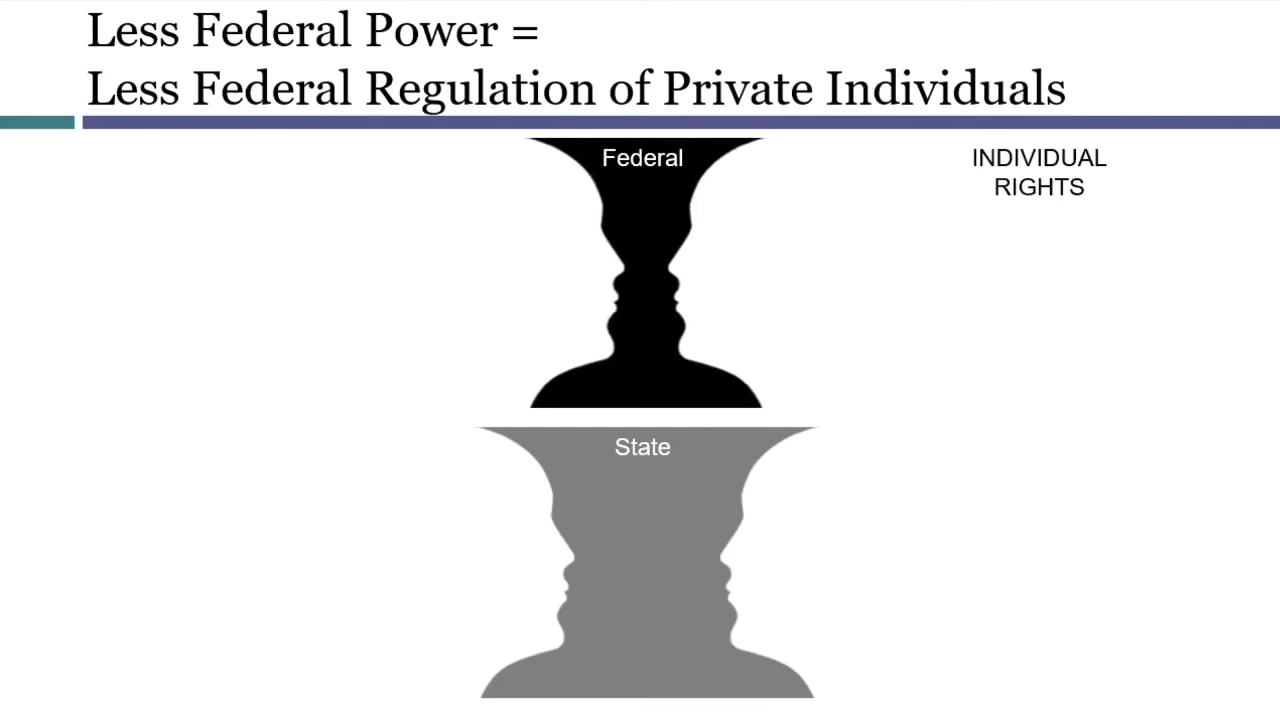 Less Federal Power =
Less Federal Regulation of Private Individuals
Federal
INDIVIDUAL
RIGHTS
State